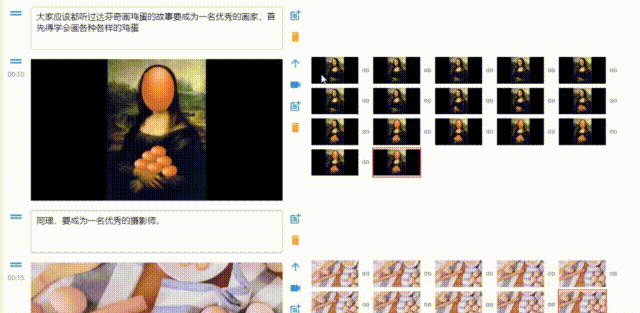 大家应该都听过达芬奇画鸡蛋的故事要成为一名优秀的画家，首
先得学会画各种各样的鸡蛋
00:10
同理，要成为一名优秀的摄影师，
00:15